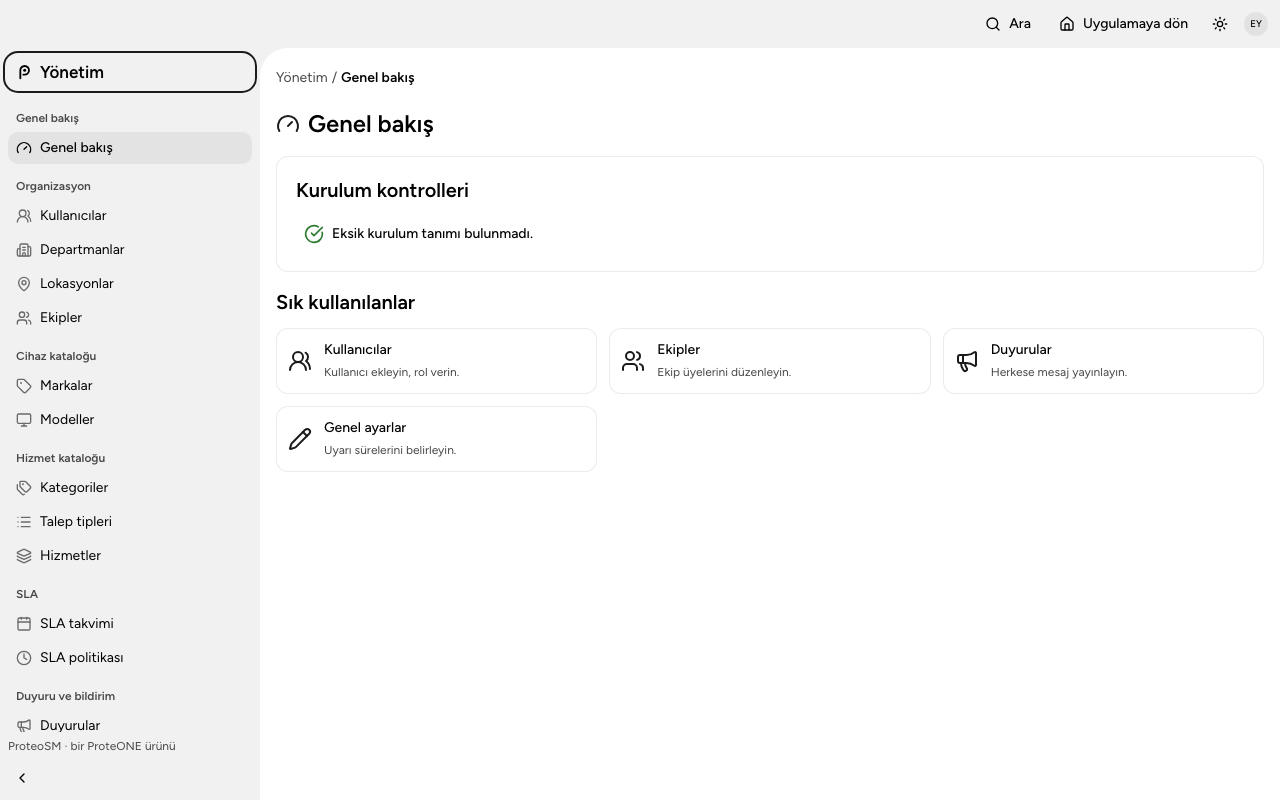 Ara
Uygulamaya dön
EY
Yönetim
Genel bakış
Genel bakış
Organizasyon
Kullanıcılar
Departmanlar
Lokasyonlar
Ekipler
Cihaz kataloğu
Markalar
Modeller
Hizmet kataloğu
Kategoriler
Talep tipleri
Hizmetler
SLA
SLA takvimi
SLA politikası
Duyuru ve bildirim
Duyurular
ProteoSM · bir ProteONE ürünü
Yönetim / Genel bakış
Genel bakış
Kurulum kontrolleri
Eksik kurulum tanımı bulunmadı.
Sık kullanılanlar
Kullanıcılar
Kullanıcı ekleyin, rol verin.
Ekipler
Ekip üyelerini düzenleyin.
Duyurular
Herkese mesaj yayınlayın.
Genel ayarlar
Uyarı sürelerini belirleyin.